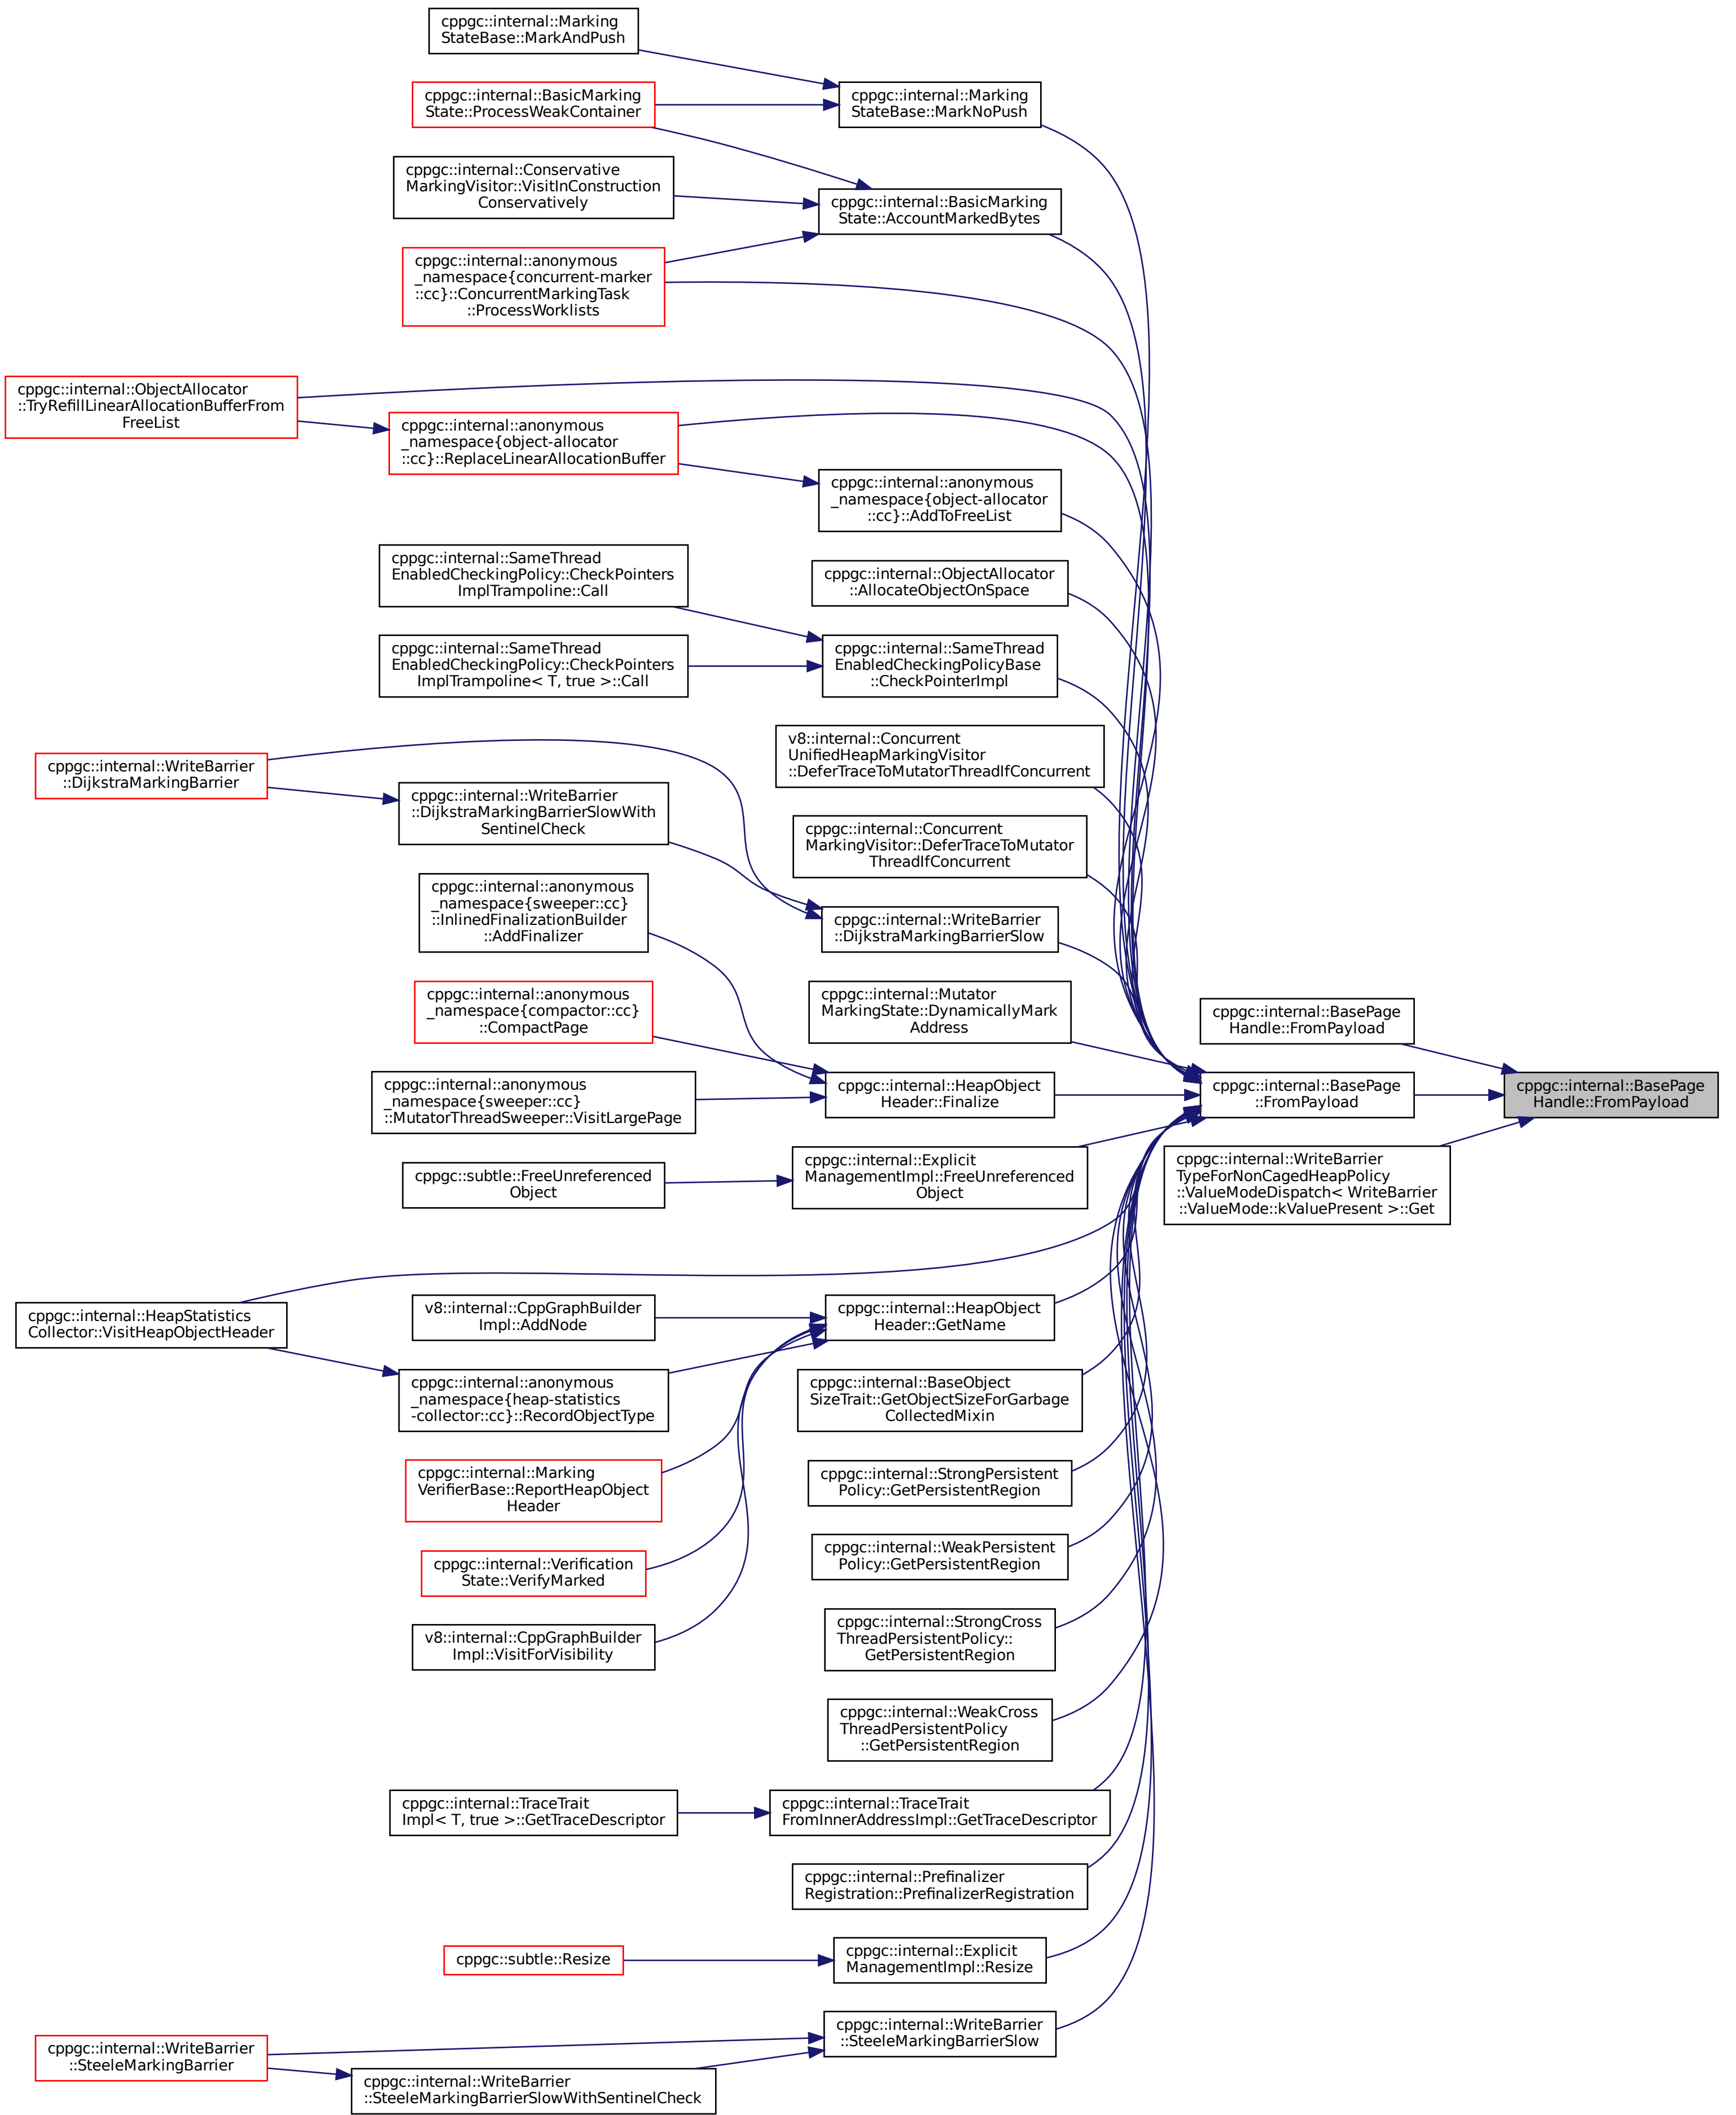 cppgc::internal::Marking
StateBase::MarkAndPush
cppgc::internal::BasicMarking
State::ProcessWeakContainer
cppgc::internal::Marking
StateBase::MarkNoPush
cppgc::internal::Conservative
MarkingVisitor::VisitInConstruction
Conservatively
cppgc::internal::BasicMarking
State::AccountMarkedBytes
cppgc::internal::anonymous
_namespace{concurrent-marker
::cc}::ConcurrentMarkingTask
::ProcessWorklists
cppgc::internal::ObjectAllocator
::TryRefillLinearAllocationBufferFrom
FreeList
cppgc::internal::anonymous
_namespace{object-allocator
::cc}::ReplaceLinearAllocationBuffer
cppgc::internal::anonymous
_namespace{object-allocator
::cc}::AddToFreeList
cppgc::internal::SameThread
EnabledCheckingPolicy::CheckPointers
ImplTrampoline::Call
cppgc::internal::ObjectAllocator
::AllocateObjectOnSpace
cppgc::internal::SameThread
EnabledCheckingPolicy::CheckPointers
ImplTrampoline< T, true >::Call
cppgc::internal::SameThread
EnabledCheckingPolicyBase
::CheckPointerImpl
v8::internal::Concurrent
UnifiedHeapMarkingVisitor
::DeferTraceToMutatorThreadIfConcurrent
cppgc::internal::WriteBarrier
::DijkstraMarkingBarrier
cppgc::internal::WriteBarrier
::DijkstraMarkingBarrierSlowWith
SentinelCheck
cppgc::internal::Concurrent
MarkingVisitor::DeferTraceToMutator
ThreadIfConcurrent
cppgc::internal::anonymous
_namespace{sweeper::cc}
::InlinedFinalizationBuilder
::AddFinalizer
cppgc::internal::WriteBarrier
::DijkstraMarkingBarrierSlow
cppgc::internal::anonymous
_namespace{compactor::cc}
::CompactPage
cppgc::internal::Mutator
MarkingState::DynamicallyMark
Address
cppgc::internal::BasePage
Handle::FromPayload
cppgc::internal::anonymous
_namespace{sweeper::cc}
::MutatorThreadSweeper::VisitLargePage
cppgc::internal::HeapObject
Header::Finalize
cppgc::internal::BasePage
::FromPayload
cppgc::internal::BasePage
Handle::FromPayload
cppgc::subtle::FreeUnreferenced
Object
cppgc::internal::Explicit
ManagementImpl::FreeUnreferenced
Object
cppgc::internal::WriteBarrier
TypeForNonCagedHeapPolicy
::ValueModeDispatch< WriteBarrier
::ValueMode::kValuePresent >::Get
cppgc::internal::HeapStatistics
Collector::VisitHeapObjectHeader
v8::internal::CppGraphBuilder
Impl::AddNode
cppgc::internal::HeapObject
Header::GetName
cppgc::internal::anonymous
_namespace{heap-statistics
-collector::cc}::RecordObjectType
cppgc::internal::BaseObject
SizeTrait::GetObjectSizeForGarbage
CollectedMixin
cppgc::internal::Marking
VerifierBase::ReportHeapObject
Header
cppgc::internal::StrongPersistent
Policy::GetPersistentRegion
cppgc::internal::Verification
State::VerifyMarked
cppgc::internal::WeakPersistent
Policy::GetPersistentRegion
v8::internal::CppGraphBuilder
Impl::VisitForVisibility
cppgc::internal::StrongCross
ThreadPersistentPolicy::
GetPersistentRegion
cppgc::internal::WeakCross
ThreadPersistentPolicy
::GetPersistentRegion
cppgc::internal::TraceTrait
Impl< T, true >::GetTraceDescriptor
cppgc::internal::TraceTrait
FromInnerAddressImpl::GetTraceDescriptor
cppgc::internal::Prefinalizer
Registration::PrefinalizerRegistration
cppgc::subtle::Resize
cppgc::internal::Explicit
ManagementImpl::Resize
cppgc::internal::WriteBarrier
::SteeleMarkingBarrier
cppgc::internal::WriteBarrier
::SteeleMarkingBarrierSlow
cppgc::internal::WriteBarrier
::SteeleMarkingBarrierSlowWithSentinelCheck